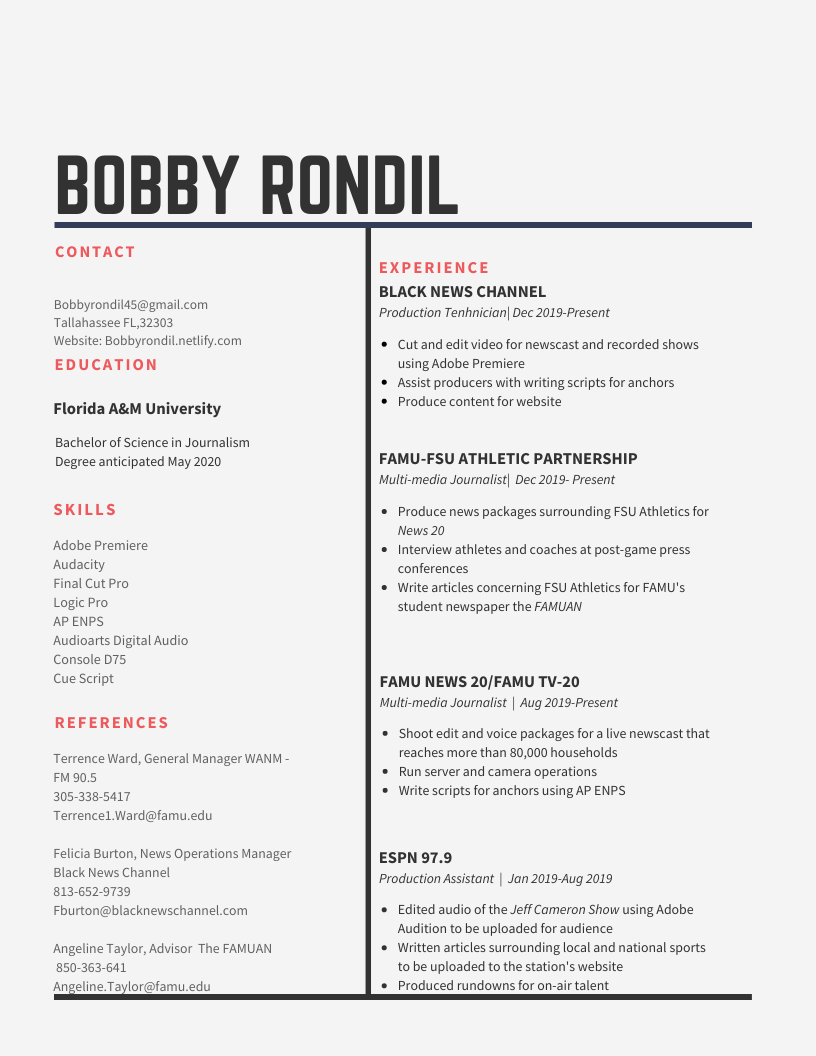 BOBBY RONDIL
CONTACT
Bobbyrondil45@gmail.com
Tallahassee FL,32303
Website: Bobbyrondil.netlify.com
EDUCATION
Florida A&M University
Bachelor of Science in Journalism
Degree anticipated May 2020
SKILLS
Adobe Premiere
Audacity
Final Cut Pro
Logic Pro
AP ENPS
Audioarts Digital Audio
Console D75
Cue Script
REFERENCES
Terrence Ward, General Manager WANM -
FM 90.5
305-338-5417
Terrence1.Ward@famu.edu
Felicia Burton, News Operations Manager
Black News Channel
813-652-9739
Fburton@blacknewschannel.com
Angeline Taylor, Advisor  The FAMUAN
850-363-641
Angeline.Taylor@famu.edu
EXPERIENCE
BLACK NEWS CHANNEL
Production Tenhnician| Dec 2019-Present
• Cut and edit video for newscast and recorded shows
using Adobe Premiere
• Assist producers with writing scripts for anchors
• Produce content for website
FAMU-FSU ATHLETIC PARTNERSHIP
Multi-media Journalist|  Dec 2019- Present
• Produce news packages surrounding FSU Athletics for
News 20
• Interview athletes and coaches at post-game press
conferences
• Write articles concerning FSU Athletics for FAMU's
student newspaper the FAMUAN
FAMU NEWS 20/FAMU TV-20
Multi-media Journalist | Aug 2019-Present
• Shoot edit and voice packages for a live newscast that
reaches more than 80,000 households
• Run server and camera operations
• Write scripts for anchors using AP ENPS
ESPN 97.9
Production Assistant | Jan 2019-Aug 2019
• Edited audio of the Jeff Cameron Show using Adobe
Audition to be uploaded for audience
• Written articles surrounding local and national sports
to be uploaded to the station's website
• Produced rundowns for on-air talent